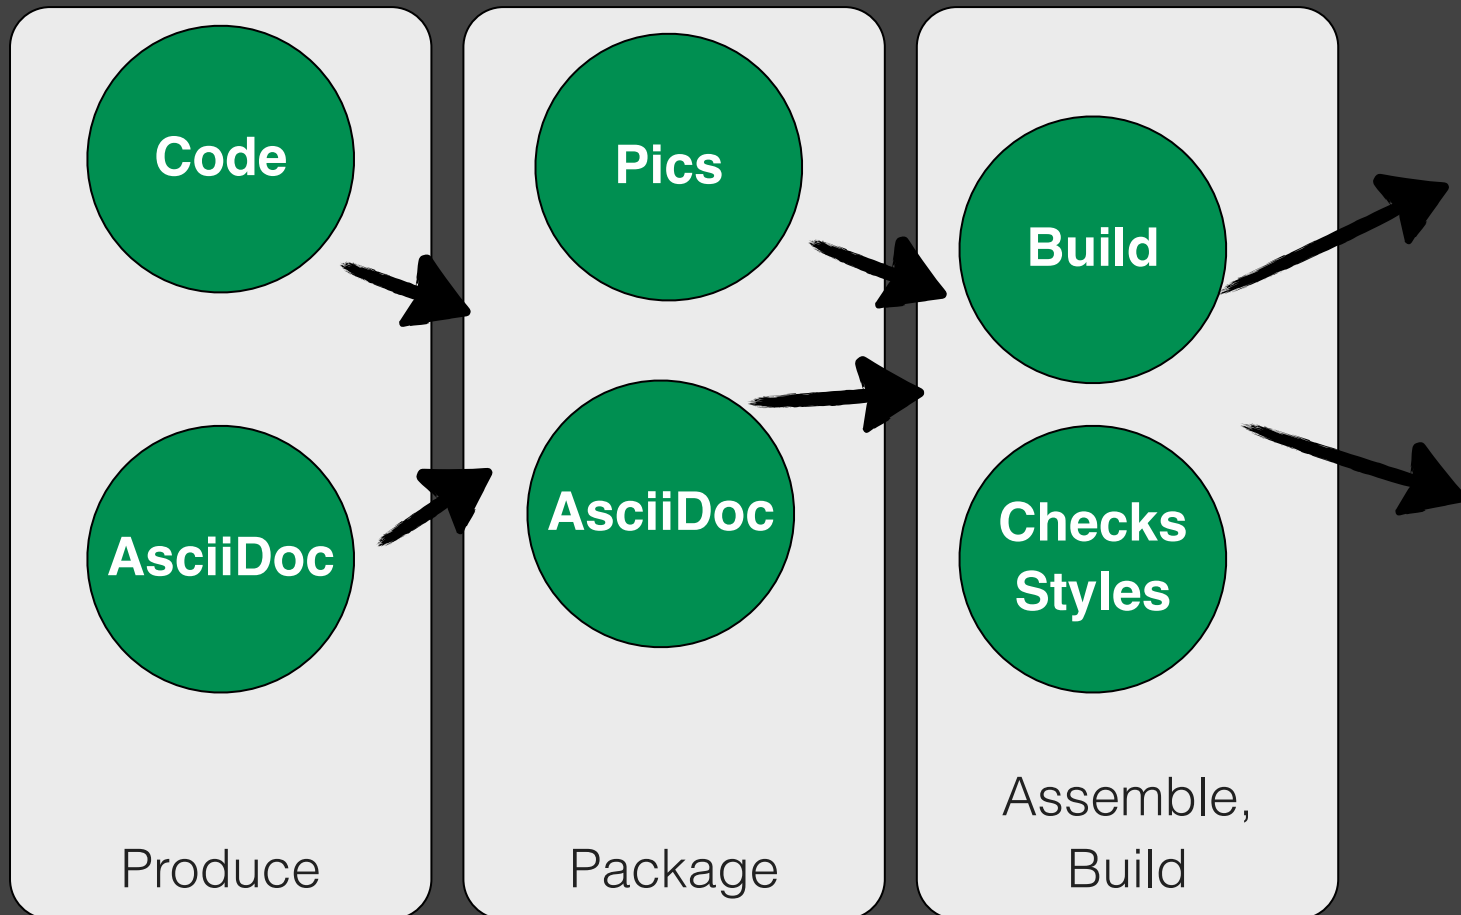 Code
AsciiDoc
Produce
Pics
AsciiDoc
Package
Build
Checks
Styles
Assemble,
Build